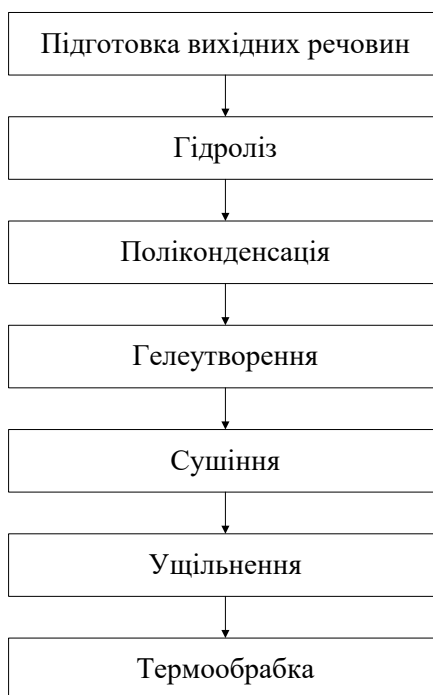 Підготовка вихідних речовин
Гідроліз
Поліконденсація
Гелеутворення
Сушіння
Ущільнення
Термообрабка